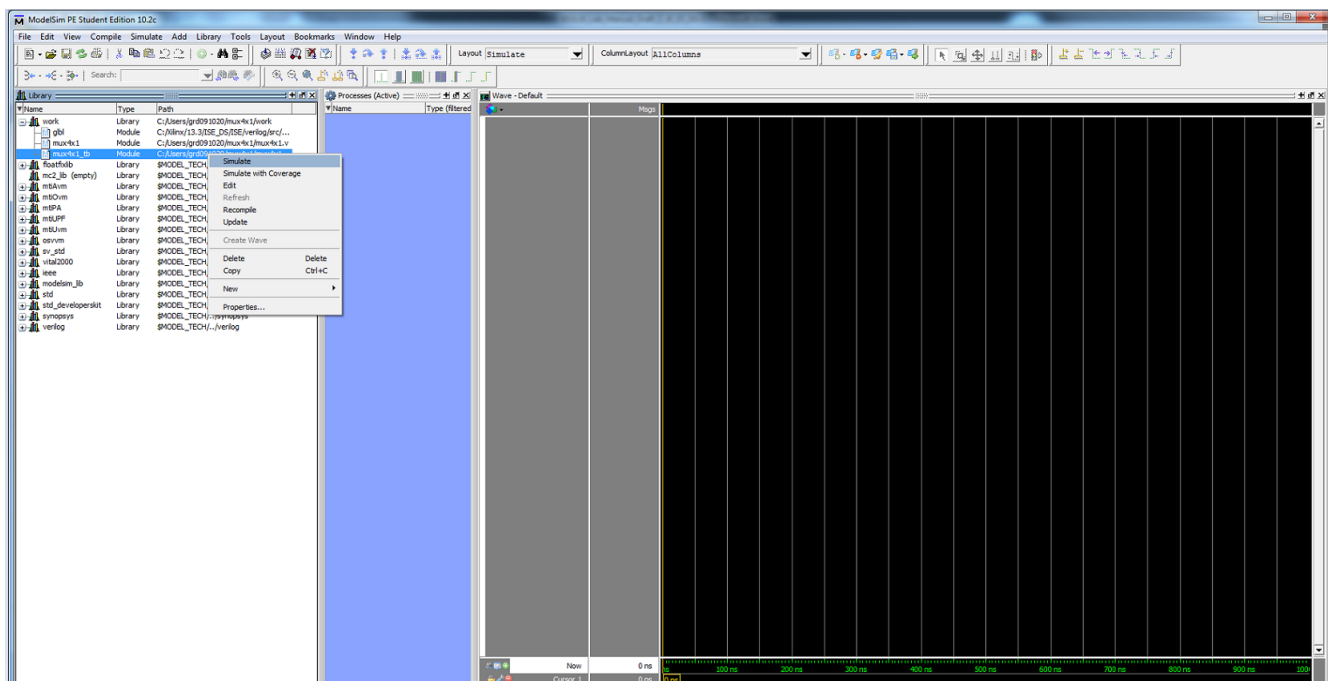 ModelSim PE Student Edition 10.2c
File Edit View Compile Simulate Add Library Tools Layout Bookmarks Window Help
Layout Simulate
ColumnLayout AllColumns
Search:
Library
Name Type Path
work Library C:/Users/grd091020/mux4x1/work
glbl Module C:/Xilinx/13.3/ISE_DS/ISE/verilog/src/...
mux4x1 Module C:/Users/grd091020/mux4x1/mux4x1.v
mux4x1_tb Module
floatfixlib Library $MODEL_TECH
mc2_lib (empty) Library $MODEL_TECH
mtiAvm Library $MODEL_TECH
mtiOvm Library $MODEL_TECH
mtiPA Library $MODEL_TECH
mtiUPF Library $MODEL_TECH
mtiUvm Library $MODEL_TECH
osvvm Library $MODEL_TECH
sv_std Library $MODEL_TECH
vital2000 Library $MODEL_TECH
ieee Library $MODEL_TECH
modelsim_lib Library $MODEL_TECH
std Library $MODEL_TECH
std_developerskit Library $MODEL_TECH
synopsys Library $MODEL_TECH/../synopsys
verilog Library $MODEL_TECH/../verilog
Simulate
Simulate with Coverage
Edit
Refresh
Recompile
Update
Create Wave
Delete Delete
Copy Ctrl+C
New
Properties...
Processes (Active)
Name Type (filtered
Wave - Default
Msgs
Now 0 ns
Cursor 1 0 ns
ns 100 ns 200 ns 300 ns 400 ns 500 ns 600 ns 700 ns 800 ns 900 ns 100
0 ns